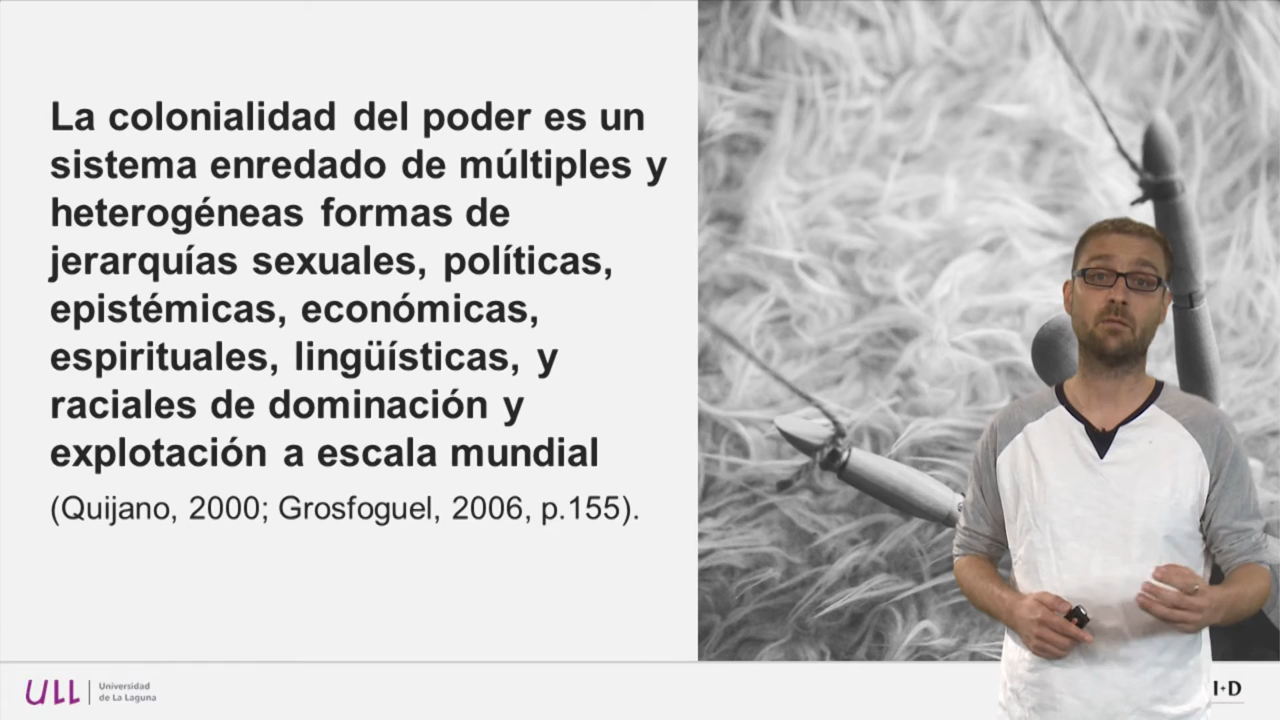 La colonialidad del poder es un
sistema enredado de múltiples y
heterogéneas formas de
jerarquías sexuales, políticas,
epistémicas, económicas,
espirituales, lingüísticas, y
raciales de dominación y
explotación a escala mundial
(Quijano, 2000; Grosfoguel, 2006, p.155).
ULL
Universidad
de La Laguna
I+D